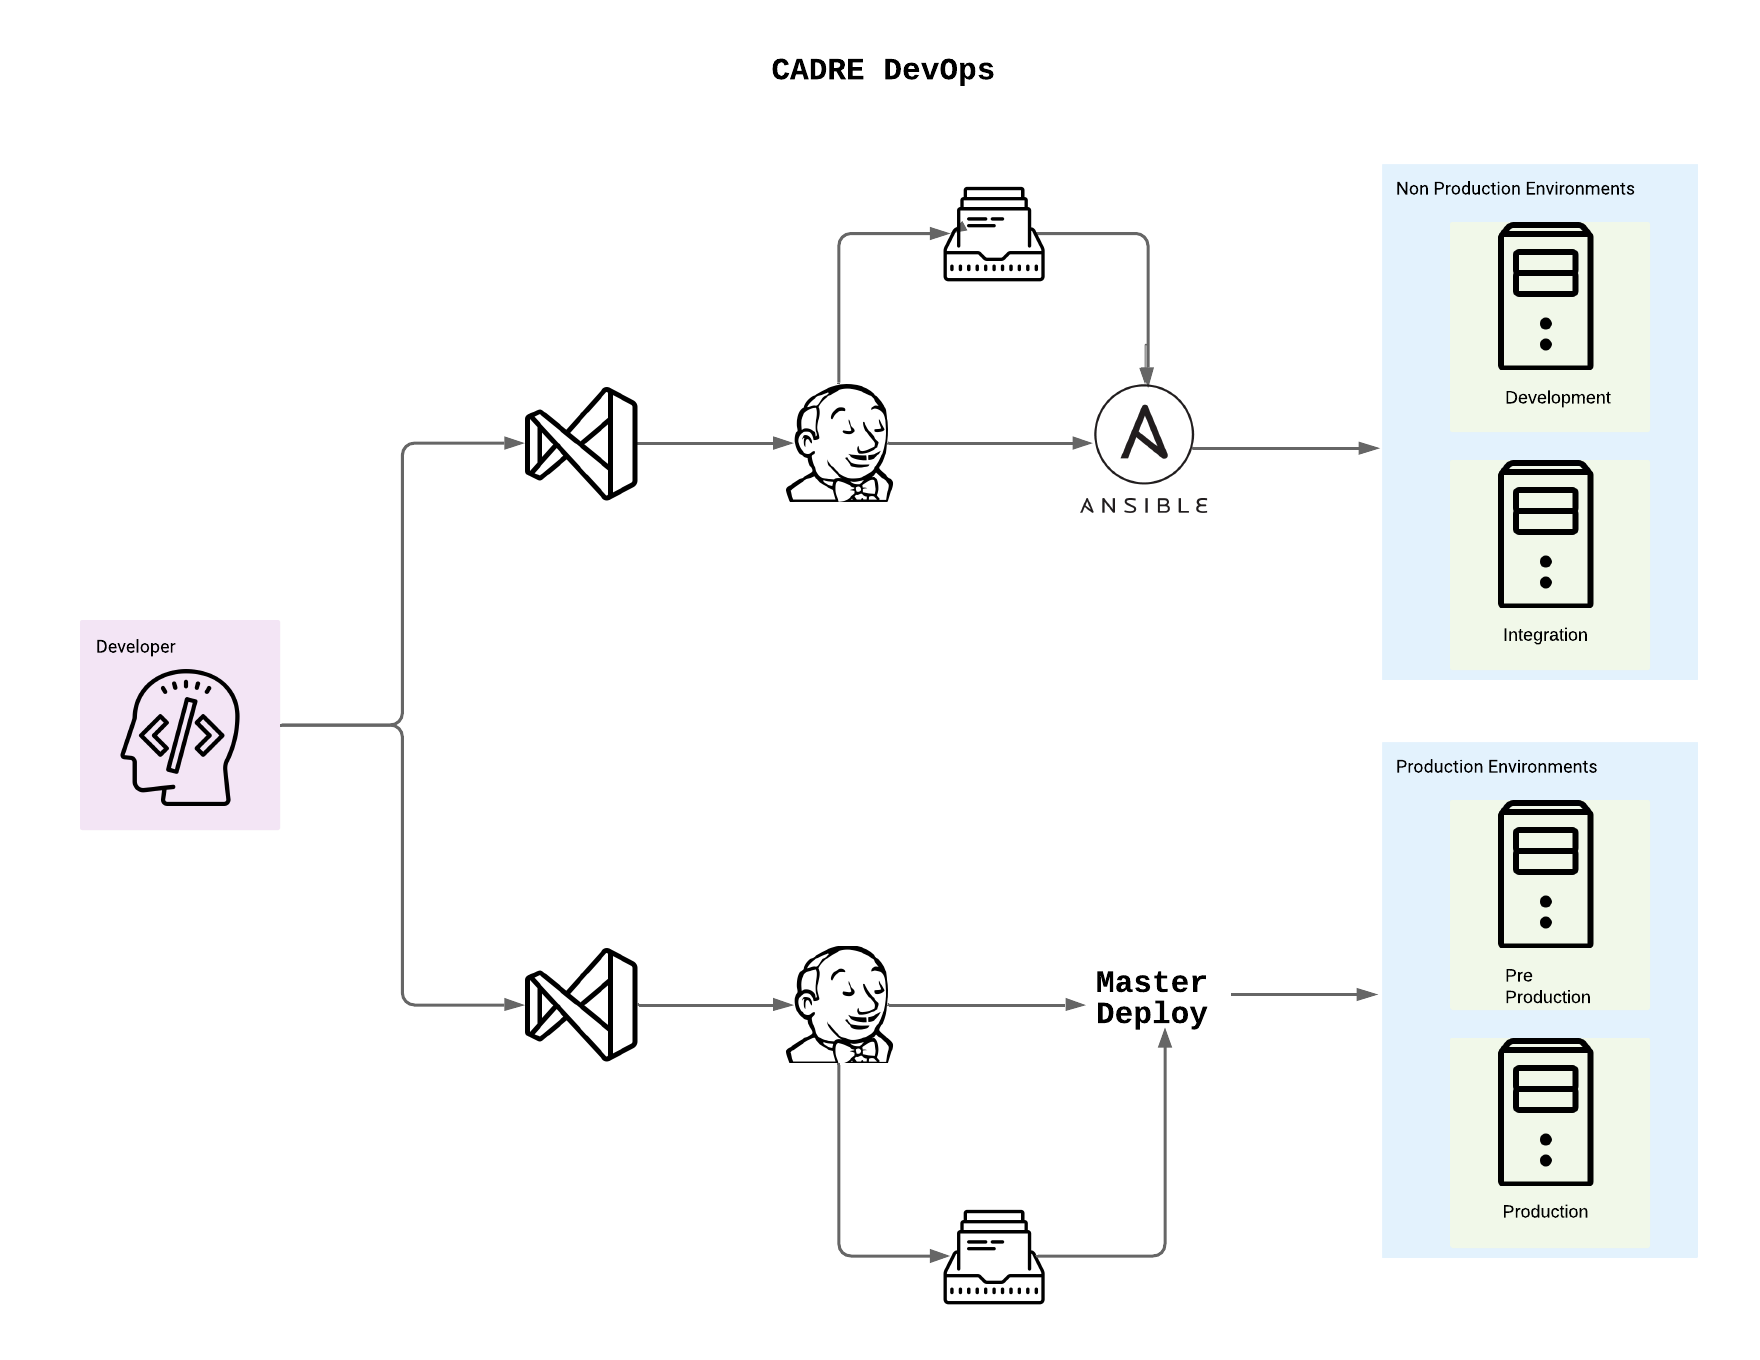 CADRE DevOps
Non Production Environments
Development
ANSIBLE
Integration
Developer
Production Environments
Master
Deploy
Pre
Production
Production